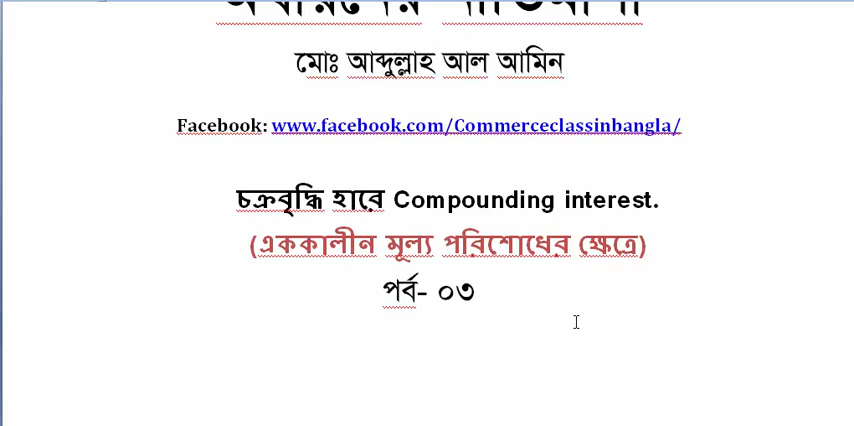 মোঃ আব্দুল্লাহ আল আমিন
Facebook: www.facebook.com/Commerceclassinbangla/
চক্রবৃদ্ধি হারে Compounding interest.
(এককালীন মূল্য পরিশোধের ক্ষেত্রে)
পর্ব- ০৩